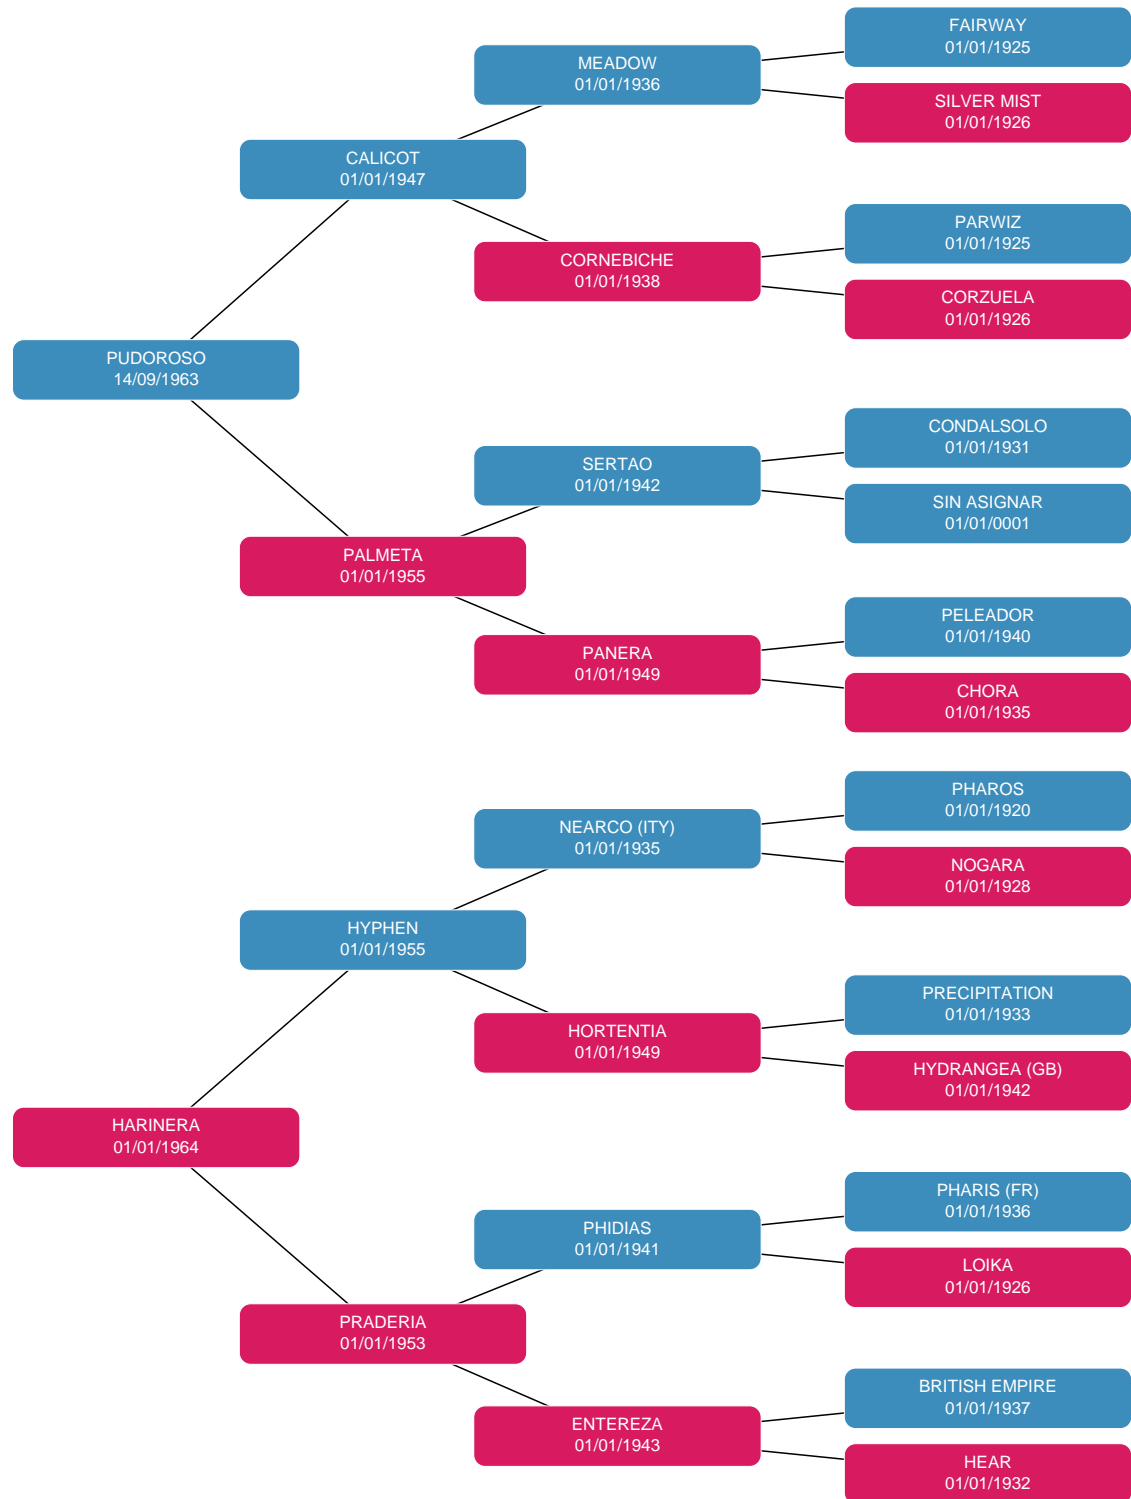 FAIRWAY
01/01/1925
MEADOW
01/01/1936
SILVER MIST
01/01/1926
CALICOT
01/01/1947
PARWIZ
01/01/1925
CORNEBICHE
01/01/1938
CORZUELA
01/01/1926
PUDOROSO
14/09/1963
CONDALSOLO
01/01/1931
SERTAO
01/01/1942
SIN ASIGNAR
01/01/0001
PALMETA
01/01/1955
PELEADOR
01/01/1940
PANERA
01/01/1949
CHORA
01/01/1935
PHAROS
01/01/1920
NEARCO (ITY)
01/01/1935
NOGARA
01/01/1928
HYPHEN
01/01/1955
PRECIPITATION
01/01/1933
HORTENTIA
01/01/1949
HYDRANGEA (GB)
01/01/1942
HARINERA
01/01/1964
PHARIS (FR)
01/01/1936
PHIDIAS
01/01/1941
LOIKA
01/01/1926
PRADERIA
01/01/1953
BRITISH EMPIRE
01/01/1937
ENTEREZA
01/01/1943
HEAR
01/01/1932